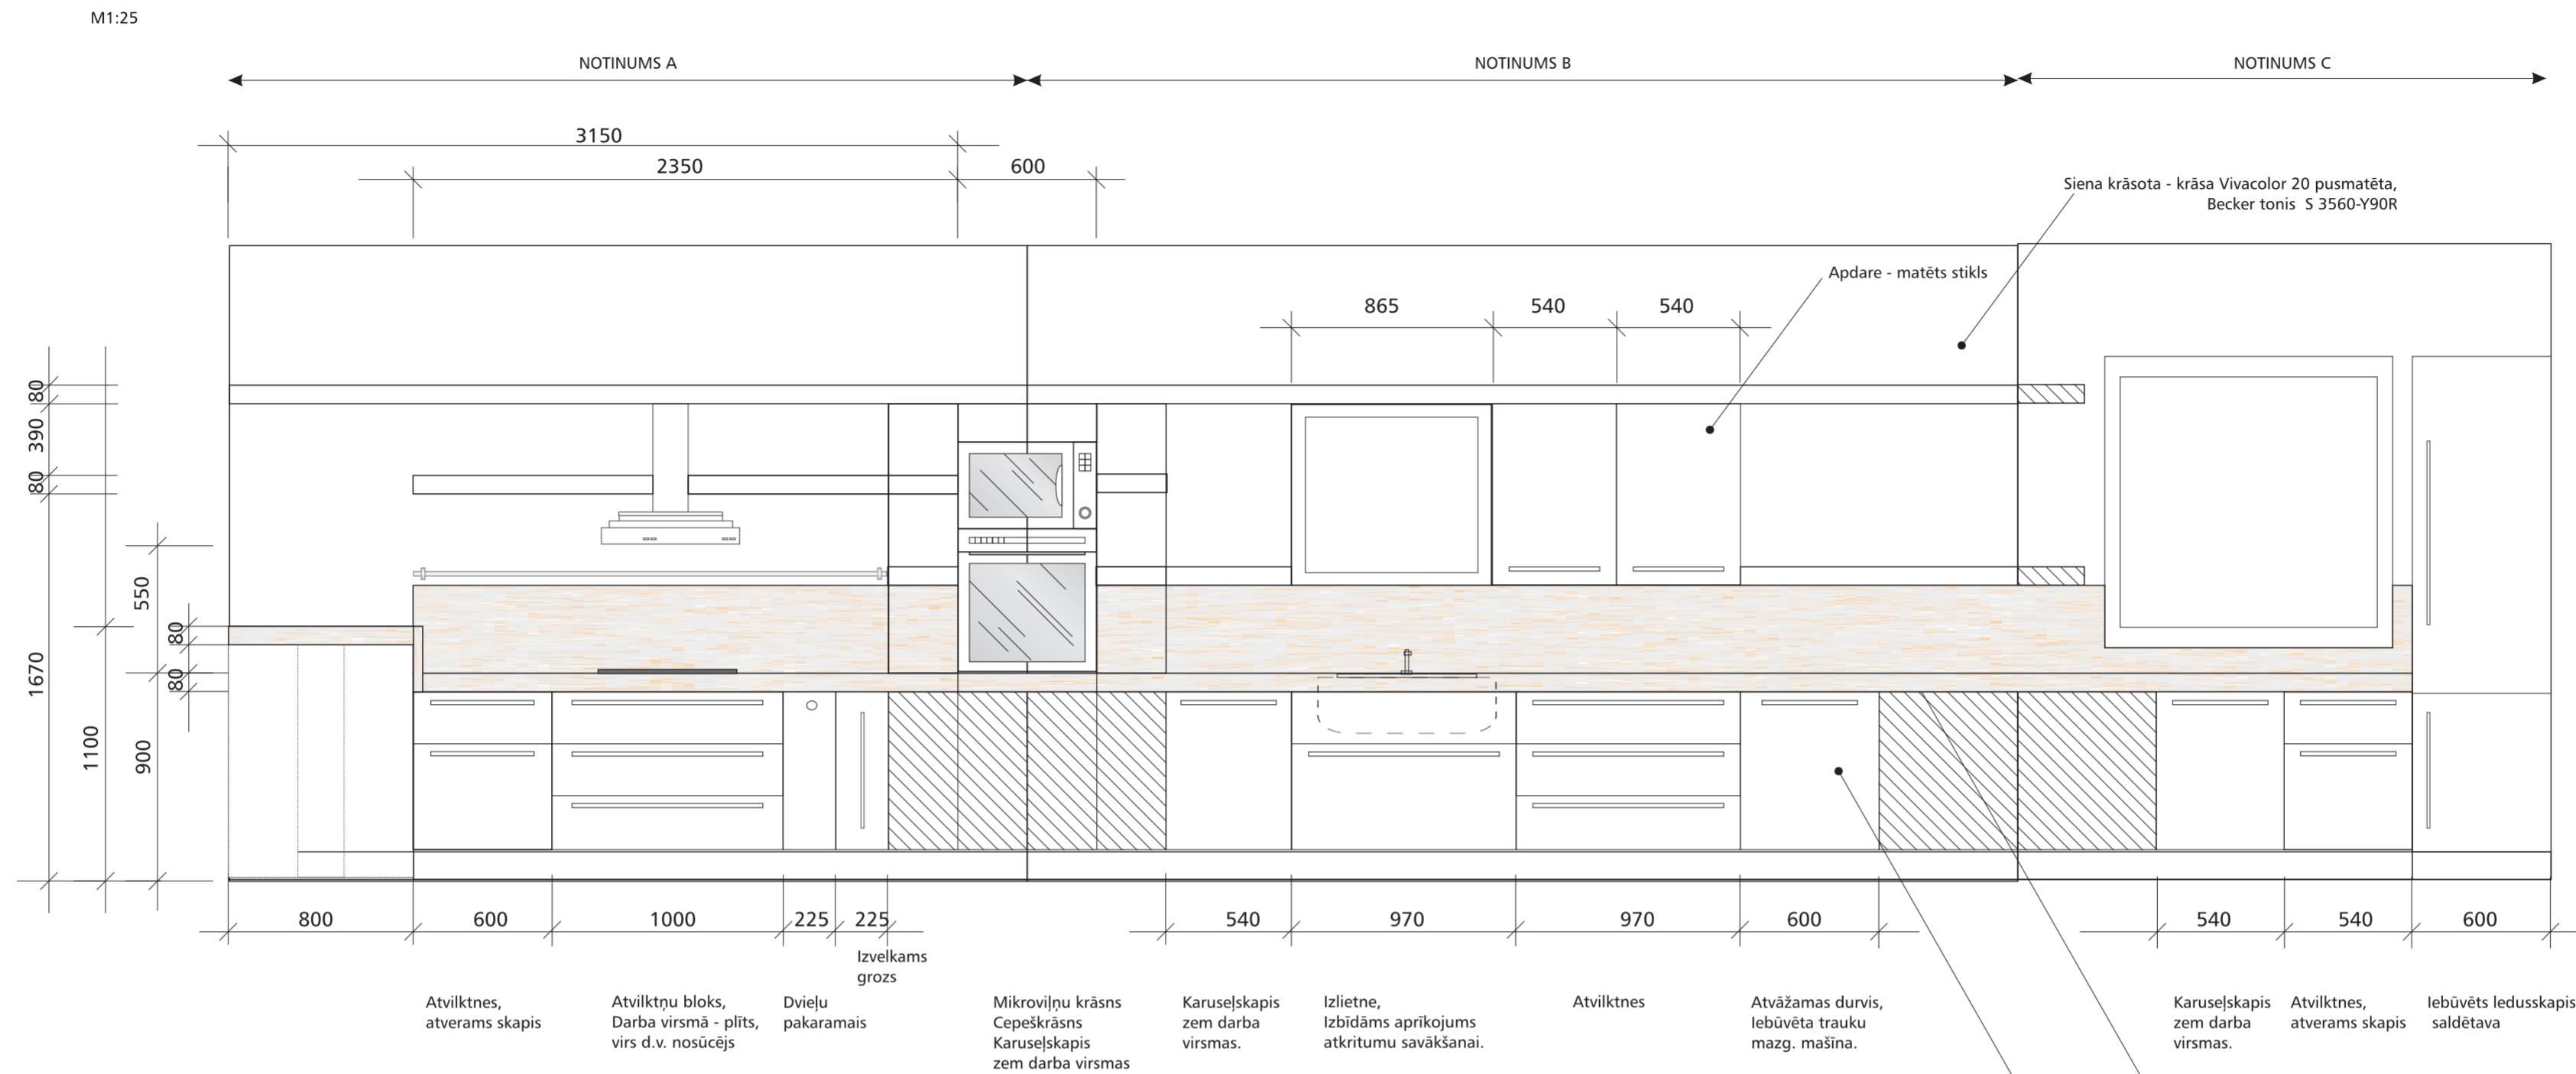 M1:25
NOTINUMS A
NOTINUMS B
NOTINUMS C
3150
2350
600
Siena krāsota - krāsa Vivacolor 20 pusmatēta,
Becker tonis S 3560-Y90R
Apdare - matēts stikls
865
540
540
80
390
80
1670
1100
550
900
80
80
800
600
1000
225
225
540
970
970
600
540
540
600
Izvelkams
grozs
Atvilktnes,
atverams skapis
Atvilktņu bloks,
Darba virsmā - plīts,
virs d.v. nosūcējs
Dvieļu
pakaramais
Mikroviļņu krāsns
Cepeškrāsns
Karuseļskapis
zem darba virsmas
Karuseļskapis
zem darba
virsmas.
Izlietne,
Izbīdāms aprīkojums
atkritumu savākšanai.
Atvilktnes
Atvāžamas durvis,
Iebūvēta trauku
mazg. mašīna.
Karuseļskapis
zem darba
virsmas.
Atvilktnes,
atverams skapis
Iebūvēts ledusskapis
saldētava